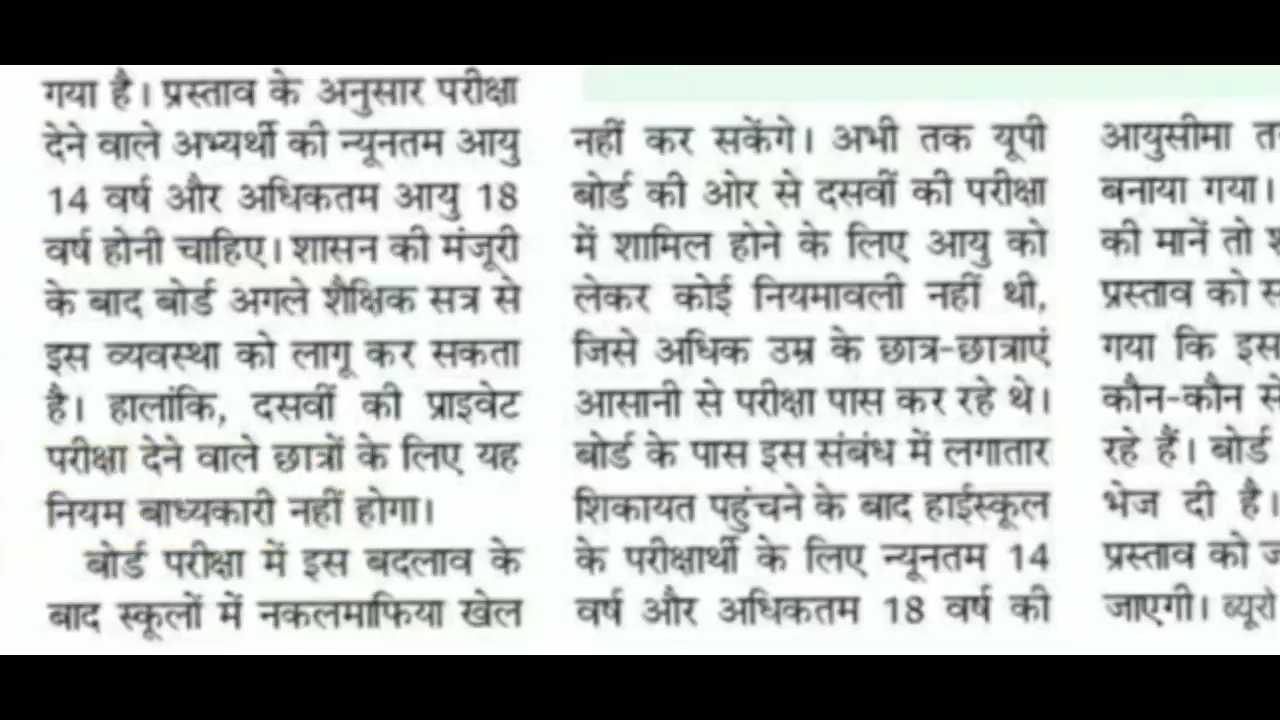 गया है। प्रस्ताव के अनुसार परीक्षा
देने वाले अभ्यर्थी की न्यूनतम आयु
14 वर्ष और अधिकतम आयु 18
वर्ष होनी चाहिए। शासन की मंजूरी
के बाद बोर्ड अगले शैक्षिक सत्र से
इस व्यवस्था को लागू कर सकता
है। हालांकि, दसवीं की प्राइवेट
परीक्षा देने वाले छात्रों के लिए यह
नियम बाध्यकारी नहीं होगा।
बोर्ड परीक्षा में इस बदलाव के
बाद स्कूलों में नकलमाफिया खेल
नहीं कर सकेंगे। अभी तक यूपी
बोर्ड की ओर से दसवीं की परीक्षा
में शामिल होने के लिए आयु को
लेकर कोई नियमावली नहीं थी,
जिसे अधिक उम्र के छात्र-छात्राएं
आसानी से परीक्षा पास कर रहे थे।
बोर्ड के पास इस संबंध में लगातार
शिकायत पहुंचने के बाद हाईस्कूल
के परीक्षार्थी के लिए न्यूनतम 14
वर्ष और अधिकतम 18 वर्ष की
आयुसीमा
बनाया गया।
की मानें तो
प्रस्ताव को
गया कि इस
कौन-कौन से
रहे हैं। बोर्ड
भेज दी है।
प्रस्ताव को
जाएगी। ब्यूरो